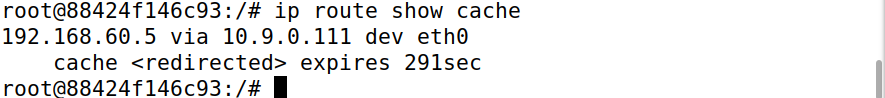 root@88424f146c93:/# ip route show cache
192.168.60.5 via 10.9.0.111 dev eth0
    cache <redirected> expires 291sec
root@88424f146c93:/#